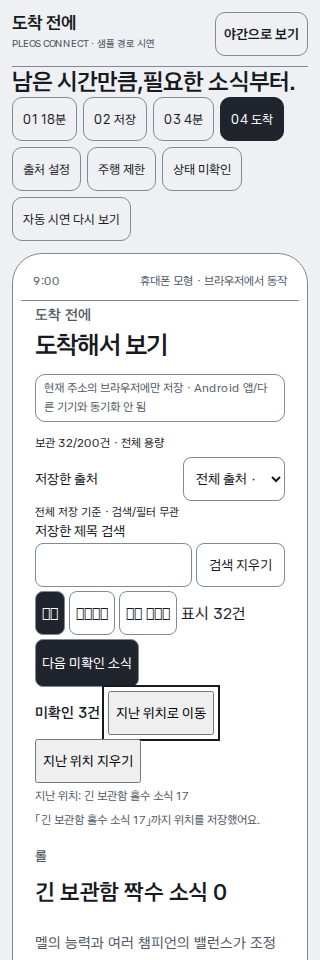 도착 전에
PLEOS CONNECT · 샘플 경로 시연
야간으로 보기
남은 시간만큼,필요한 소식부터.
01 18분
02 저장
03 4분
04 도착
출처 설정
주행 제한
상태 미확인
자동 시연 다시 보기
9:00
휴대폰 모형 · 브라우저에서 동작
도착 전에
도착해서 보기
현재 주소의 브라우저에만 저장 · Android 앱/다
른 기기와 동기화 안 됨
보관 32/200건 · 전체 용량
저장한 출처
전체 출처 ·
전체 저장 기준 · 검색/필터 무관
저장한 제목 검색
검색 지우기
표시 32건
다음 미확인 소식
미확인 3건
지난 위치로 이동
지난 위치 지우기
지난 위치: 긴 보관함 홀수 소식 17
「긴 보관함 홀수 소식 17」까지 위치를 저장했어요.
롤
긴 보관함 짝수 소식 0
멜의 능력과 여러 챔피언의 밸런스가 조정